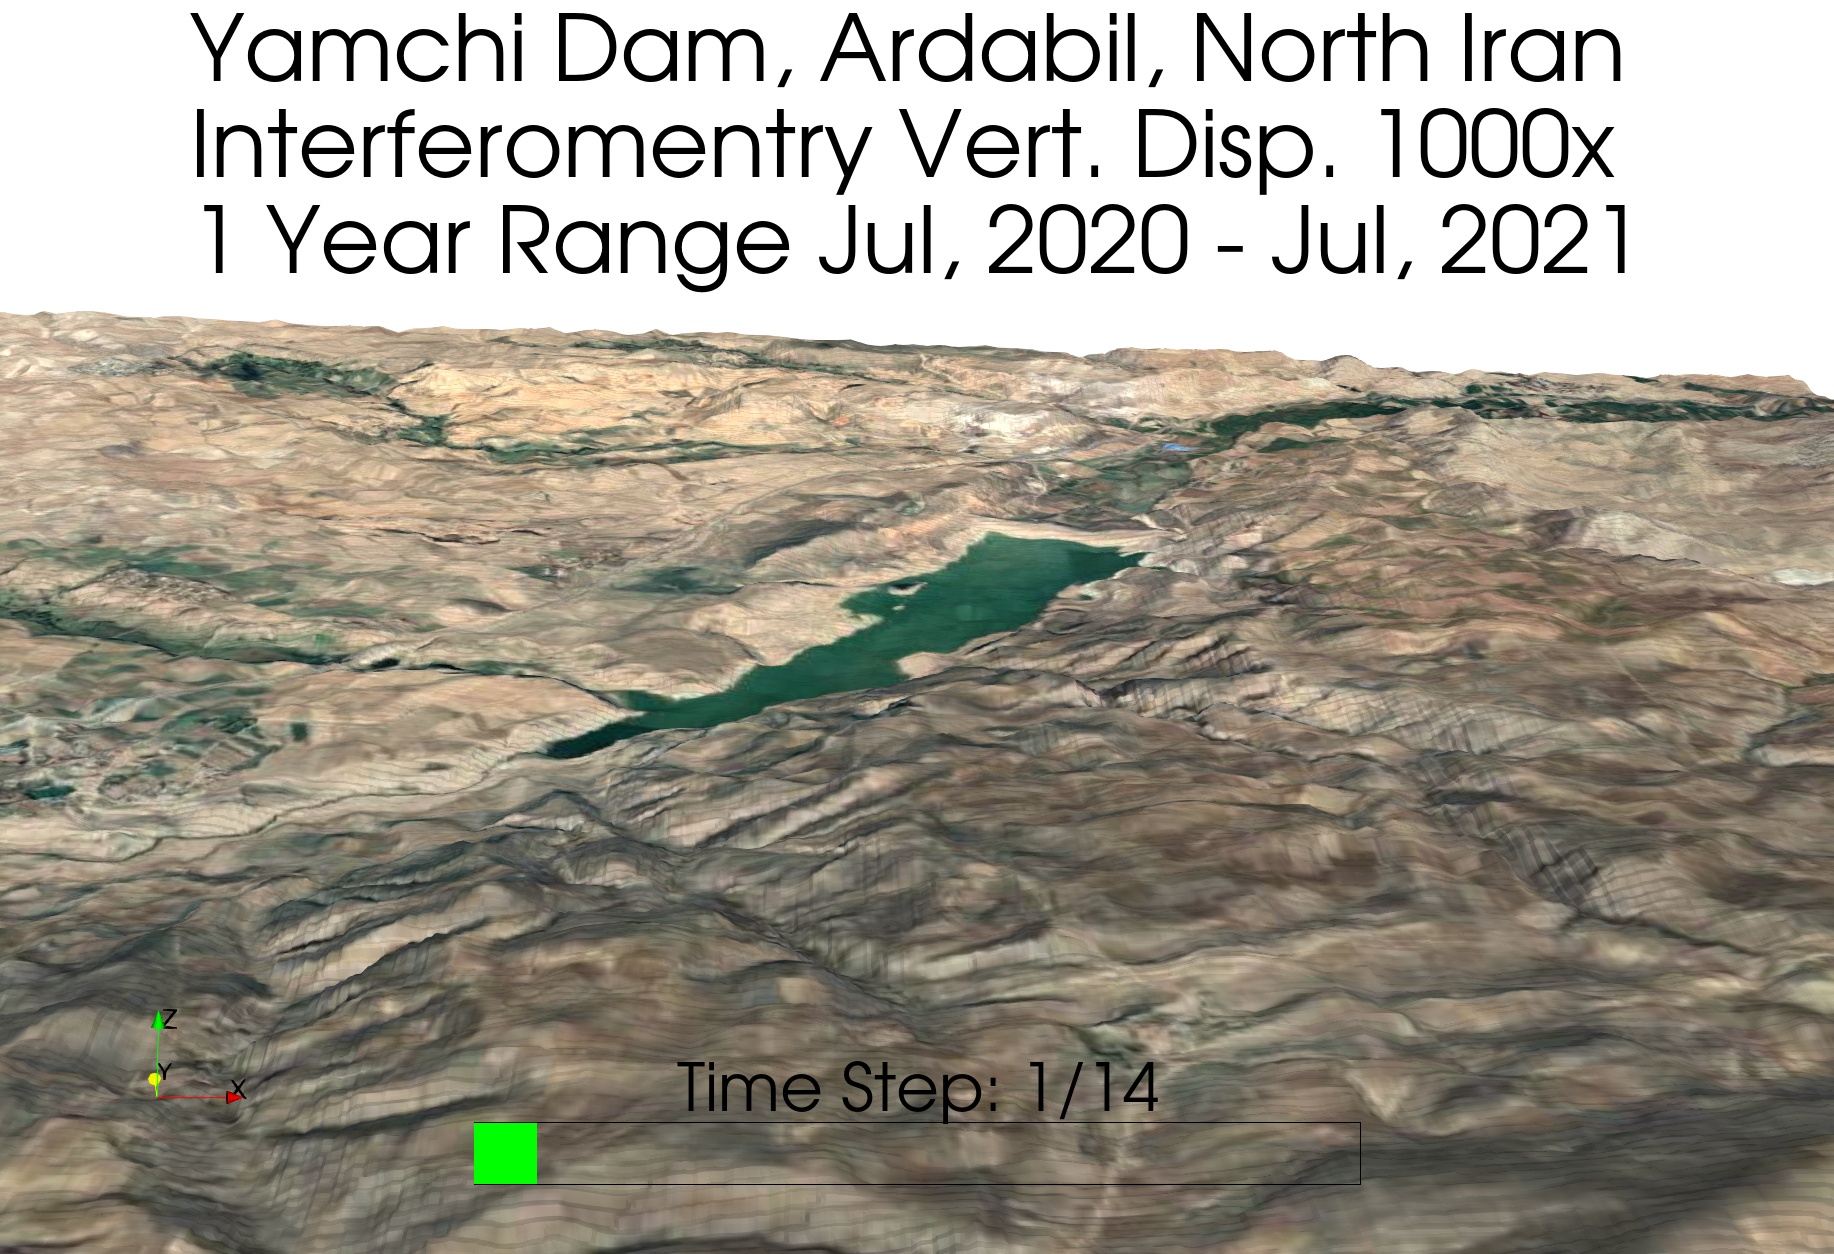 Yamchi Dam, Ardabil, North Iran
Interferomentry Vert. Disp. 1000x
1 Year Range Jul, 2020 - Jul, 2021
Z
Y
X
Time Step: 1/14